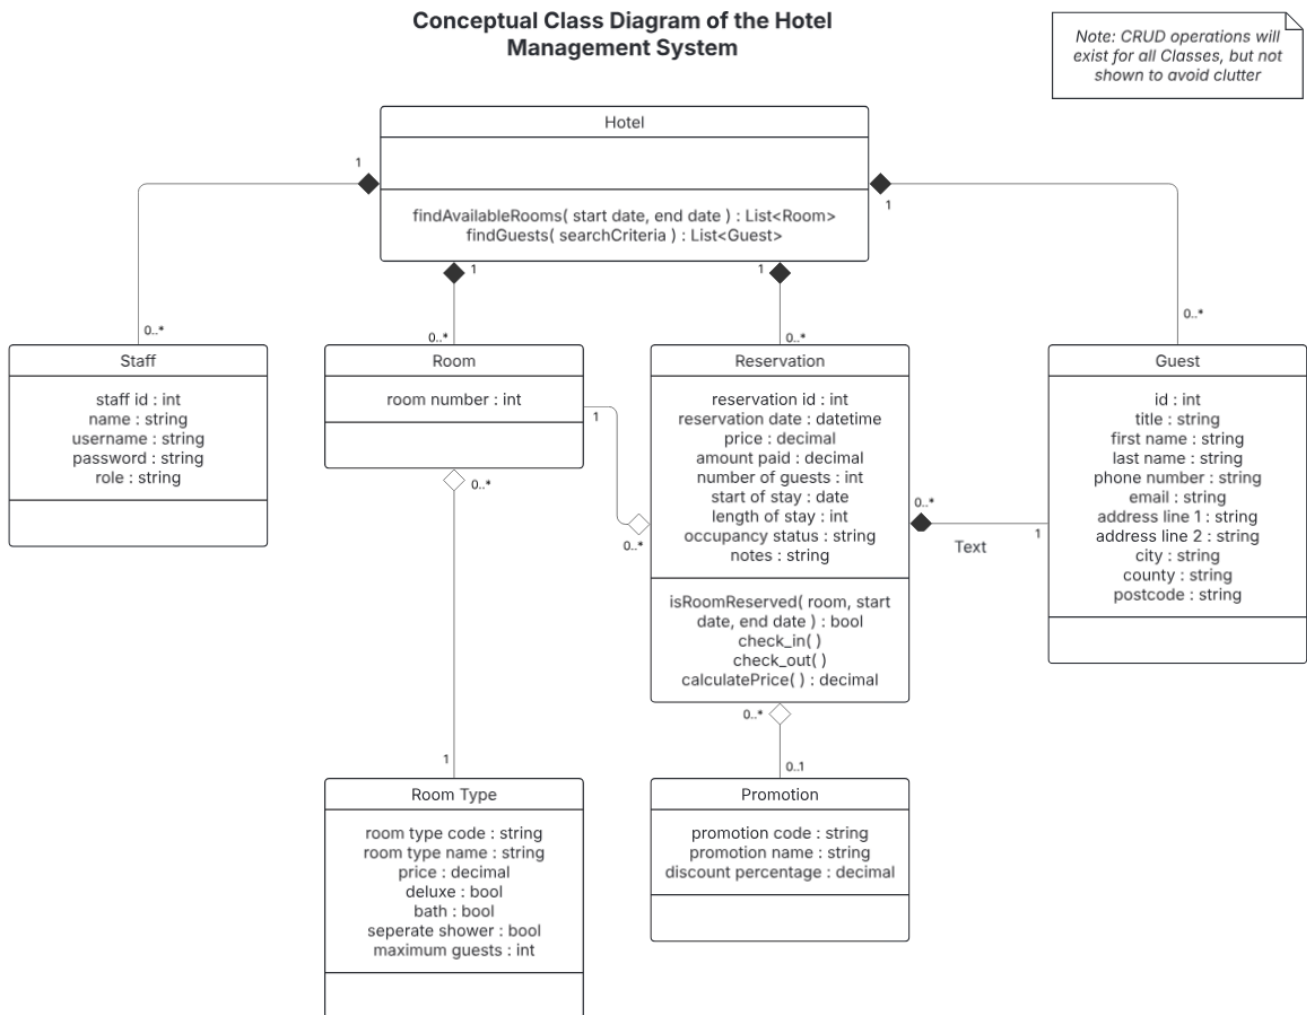 Conceptual Class Diagram of the Hotel
Management System
Note: CRUD operations will
exist for all Classes, but not
shown to avoid clutter
Hotel
findAvailableRooms( start date, end date ) : List<Room>
findGuests( searchCriteria ) : List<Guest>
1
1
1
1
0..*
0..*
0..*
0..*
Staff
staff id : int
name : string
username : string
password : string
role : string
Room
room number : int
1
0..*
0..*
1
Reservation
reservation id : int
reservation date : datetime
price : decimal
amount paid : decimal
number of guests : int
start of stay : date
length of stay : int
occupancy status : string
notes : string
isRoomReserved( room, start
date, end date ) : bool
check_in( )
check_out( )
calculatePrice( ) : decimal
0..*
Text
1
0..*
0..1
Guest
id : int
title : string
first name : string
last name : string
phone number : string
email : string
address line 1 : string
address line 2 : string
city : string
county : string
postcode : string
Room Type
room type code : string
room type name : string
price : decimal
deluxe : bool
bath : bool
seperate shower : bool
maximum guests : int
Promotion
promotion code : string
promotion name : string
discount percentage : decimal